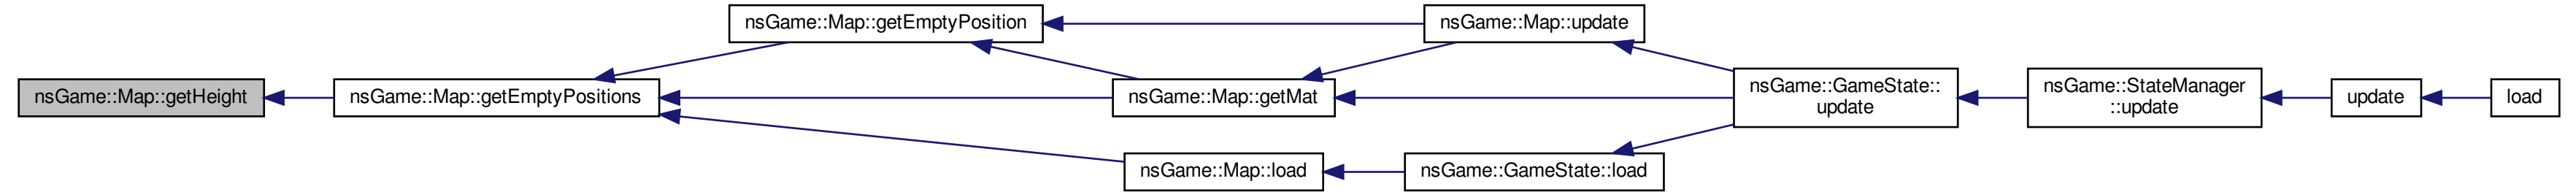 nsGame::Map::getHeight
nsGame::Map::getEmptyPositions
nsGame::Map::getEmptyPosition
nsGame::Map::getMat
nsGame::Map::load
nsGame::Map::update
nsGame::GameState::load
nsGame::GameState::
update
nsGame::StateManager
::update
update
load